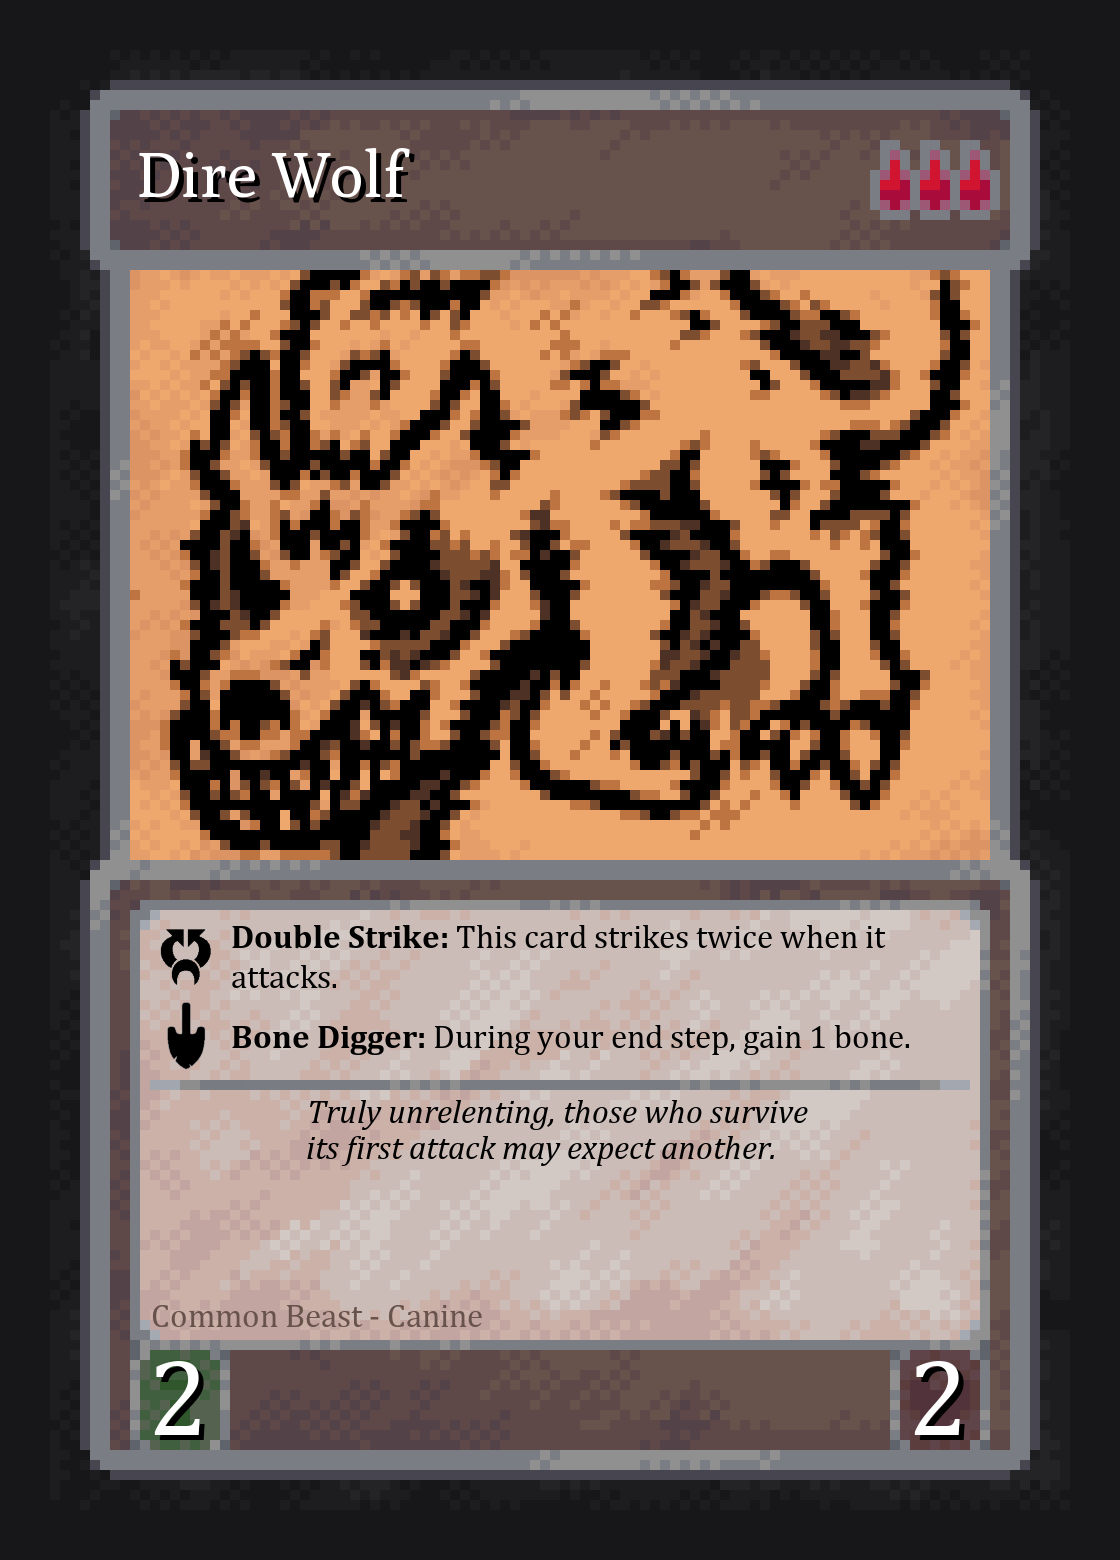 Dire Wolf
Double Strike: This card strikes twice when it
attacks.
Bone Digger: During your end step, gain 1 bone.
Truly unrelenting, those who survive
its first attack may expect another.
Common Beast - Canine
2
2